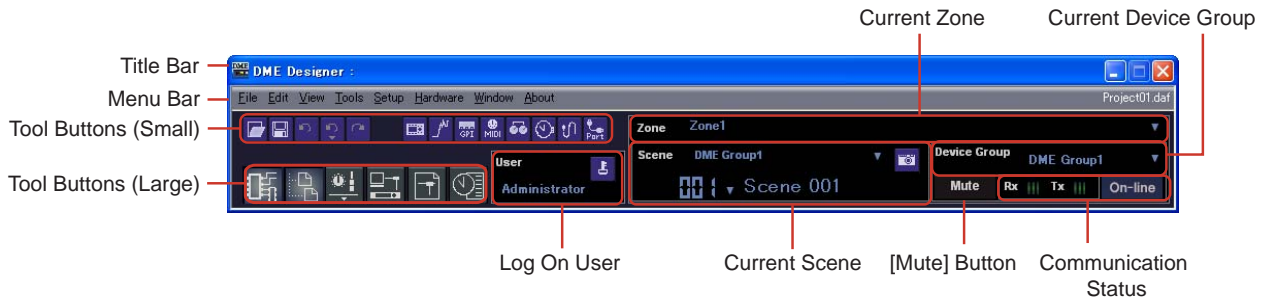 Current Zone
Current Device Group
Title Bar
DME Designer :
Menu Bar
File Edit View Tools Setup Hardware Window About
Project01.daf
Tool Buttons (Small)
GPI MIDI Port
Zone Zone1
Tool Buttons (Large)
User
Administrator
Scene DME Group1
001 Scene 001
Device Group DME Group1
Mute Rx Tx On-line
Log On User
Current Scene
[Mute] Button
Communication
Status